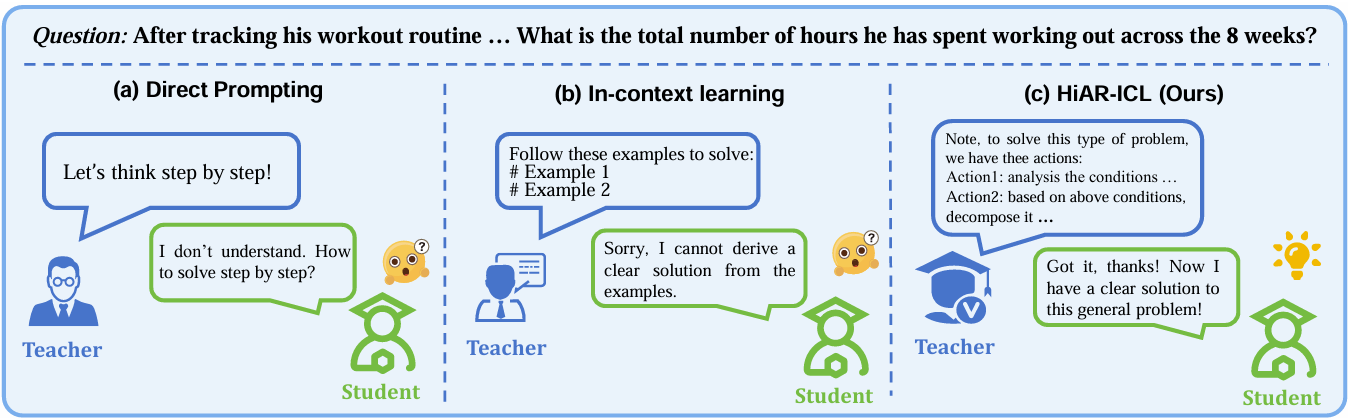 Question: After tracking his workout routine … What is the total number of hours he has spent working out across the 8 weeks?
(a) Direct Prompting
Let's think step by step!
I don't understand. How
to solve step by step?
?
Teacher
Student
(b) In-context learning
Follow these examples to solve:
# Example 1
# Example 2
Sorry, I cannot derive a
clear solution from the
examples.
?
Teacher
Student
(c) HiAR-ICL (Ours)
Note, to solve this type of problem,
we have thee actions:
Action1: analysis the conditions …
Action2: based on above conditions,
decompose it …
Got it, thanks! Now I
have a clear solution to
this general problem!
V
Teacher
Student